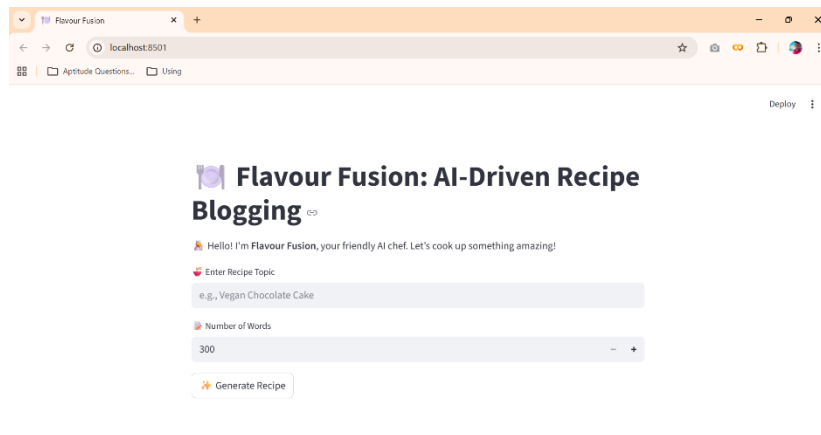 Flavour Fusion
localhost:8501
Aptitude Questions... Using
Deploy
Flavour Fusion: AI-Driven Recipe
Blogging
Hello! I'm Flavour Fusion, your friendly AI chef. Let's cook up something amazing!
Enter Recipe Topic
e.g., Vegan Chocolate Cake
Number of Words
300
Generate Recipe